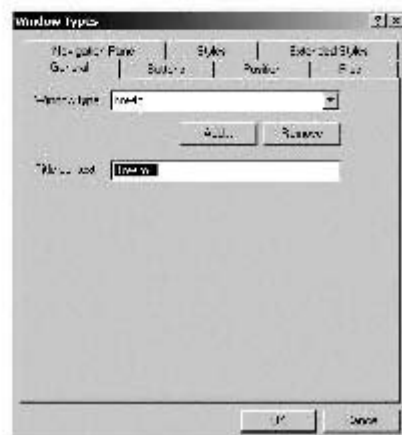 Window Types
Navigation Pane Styles Extended Styles
General Buttons Position Files
Window type:
Add... Remove
Title bar text:
OK Cancel